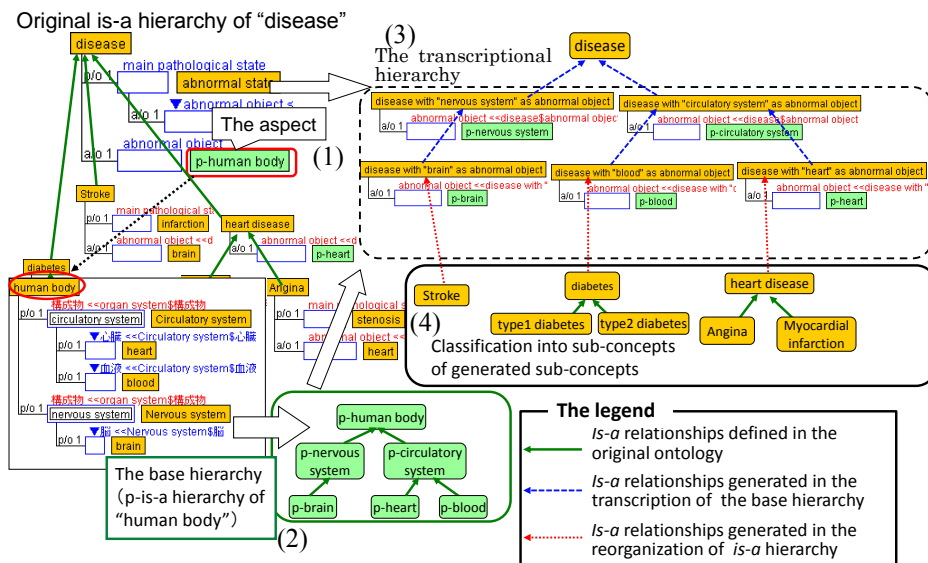 Original is-a hierarchy of “disease”
disease
main pathological state
p/o 1
abnormal state
▼abnormal object <
a/o 1
The aspect
abnormal object
a/o 1
p-human body
(1)
Stroke
main pathological sta
p/o 1
infarction
abnormal object <<d
a/o 1
brain
heart disease
abnormal object <<d
a/o 1
p-heart
diabetes
human body
構成物 <<organ system$構成物
p/o 1
circulatory system
Circulatory system
▼心臓 <<Circulatory system$心臓
p/o 1
heart
▼血液 <<Circulatory system$血液
p/o 1
blood
構成物 <<organ system$構成物
p/o 1
nervous system
Nervous system
▼脳 <<Nervous system$脳
p/o 1
brain
Angina
main pathological s
p/o 1
stenosis
abnormal object <<
a/o 1
heart
The base hierarchy
(p-is-a hierarchy of
“human body”)
(2)
p-human body
p-nervous
system
p-circulatory
system
p-brain
p-heart
p-blood
(3)
The transcriptional
hierarchy
disease
disease with "nervous system" as abnormal object
abnormal object <<disease$abnormal objec
a/o 1
p-nervous system
disease with "circulatory system" as abnormal object
abnormal object <<disease$abnormal object
a/o 1
p-circulatory system
disease with "brain" as abnormal object
abnormal object <<disease with "
a/o 1
p-brain
disease with "blood" as abnormal object
abnormal object <<disease with "c
a/o 1
p-blood
disease with "heart" as abnormal object
abnormal object <<disease with "
a/o 1
p-heart
(4)
Stroke
diabetes
type1 diabetes
type2 diabetes
heart disease
Angina
Myocardial
infarction
Classification into sub-concepts
of generated sub-concepts
The legend
Is-a relationships defined in the
original ontology
Is-a relationships generated in the
transcription of the base hierarchy
Is-a relationships generated in the
reorganization of is-a hierarchy